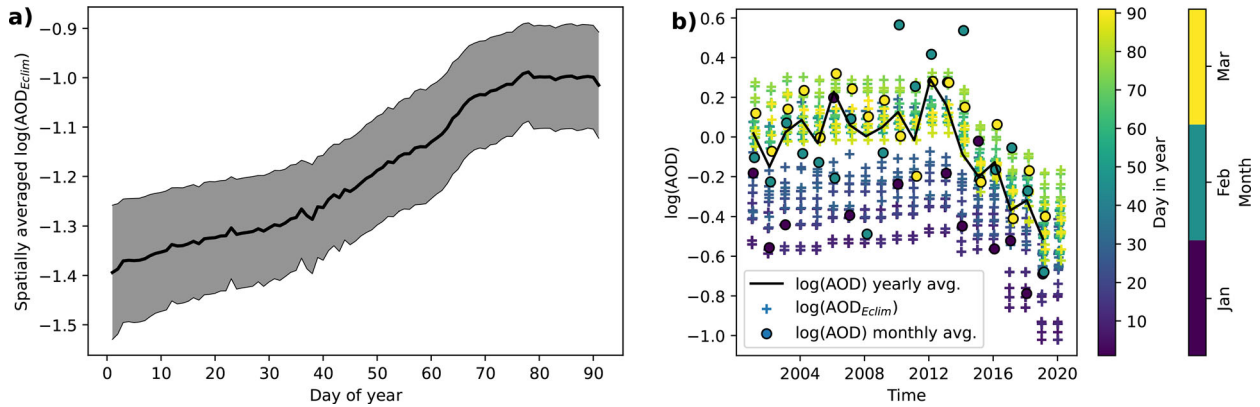 a)
Spatially averaged log(AOD_Eclim)
−0.9
−1.0
−1.1
−1.2
−1.3
−1.4
−1.5
0 10 20 30 40 50 60 70 80 90
Day of year
b)
log(AOD)
0.6
0.4
0.2
0.0
−0.2
−0.4
−0.6
−0.8
−1.0
log(AOD) yearly avg.
log(AOD_Eclim)
log(AOD) monthly avg.
2004 2008 2012 2016 2020
Time
90
80
70
60
50
40
30
20
10
Day in year
Mar
Feb
Jan
Month